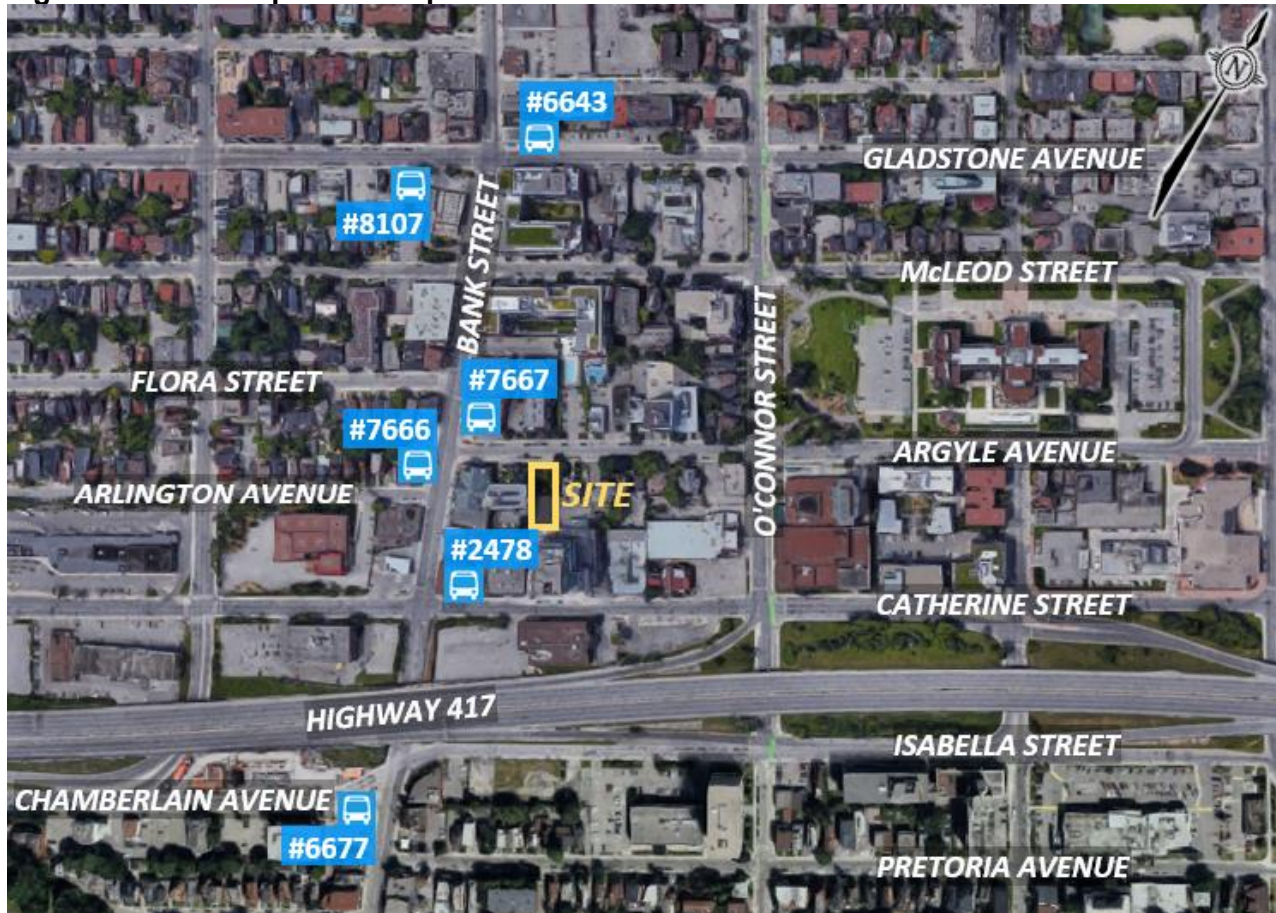 #6643
N
GLADSTONE AVENUE
#8107
BANK STREET
McLEOD STREET
FLORA STREET
#7667
O'CONNOR STREET
#7666
ARGYLE AVENUE
ARLINGTON AVENUE
SITE
#2478
CATHERINE STREET
HIGHWAY 417
ISABELLA STREET
CHAMBERLAIN AVENUE
#6677
PRETORIA AVENUE